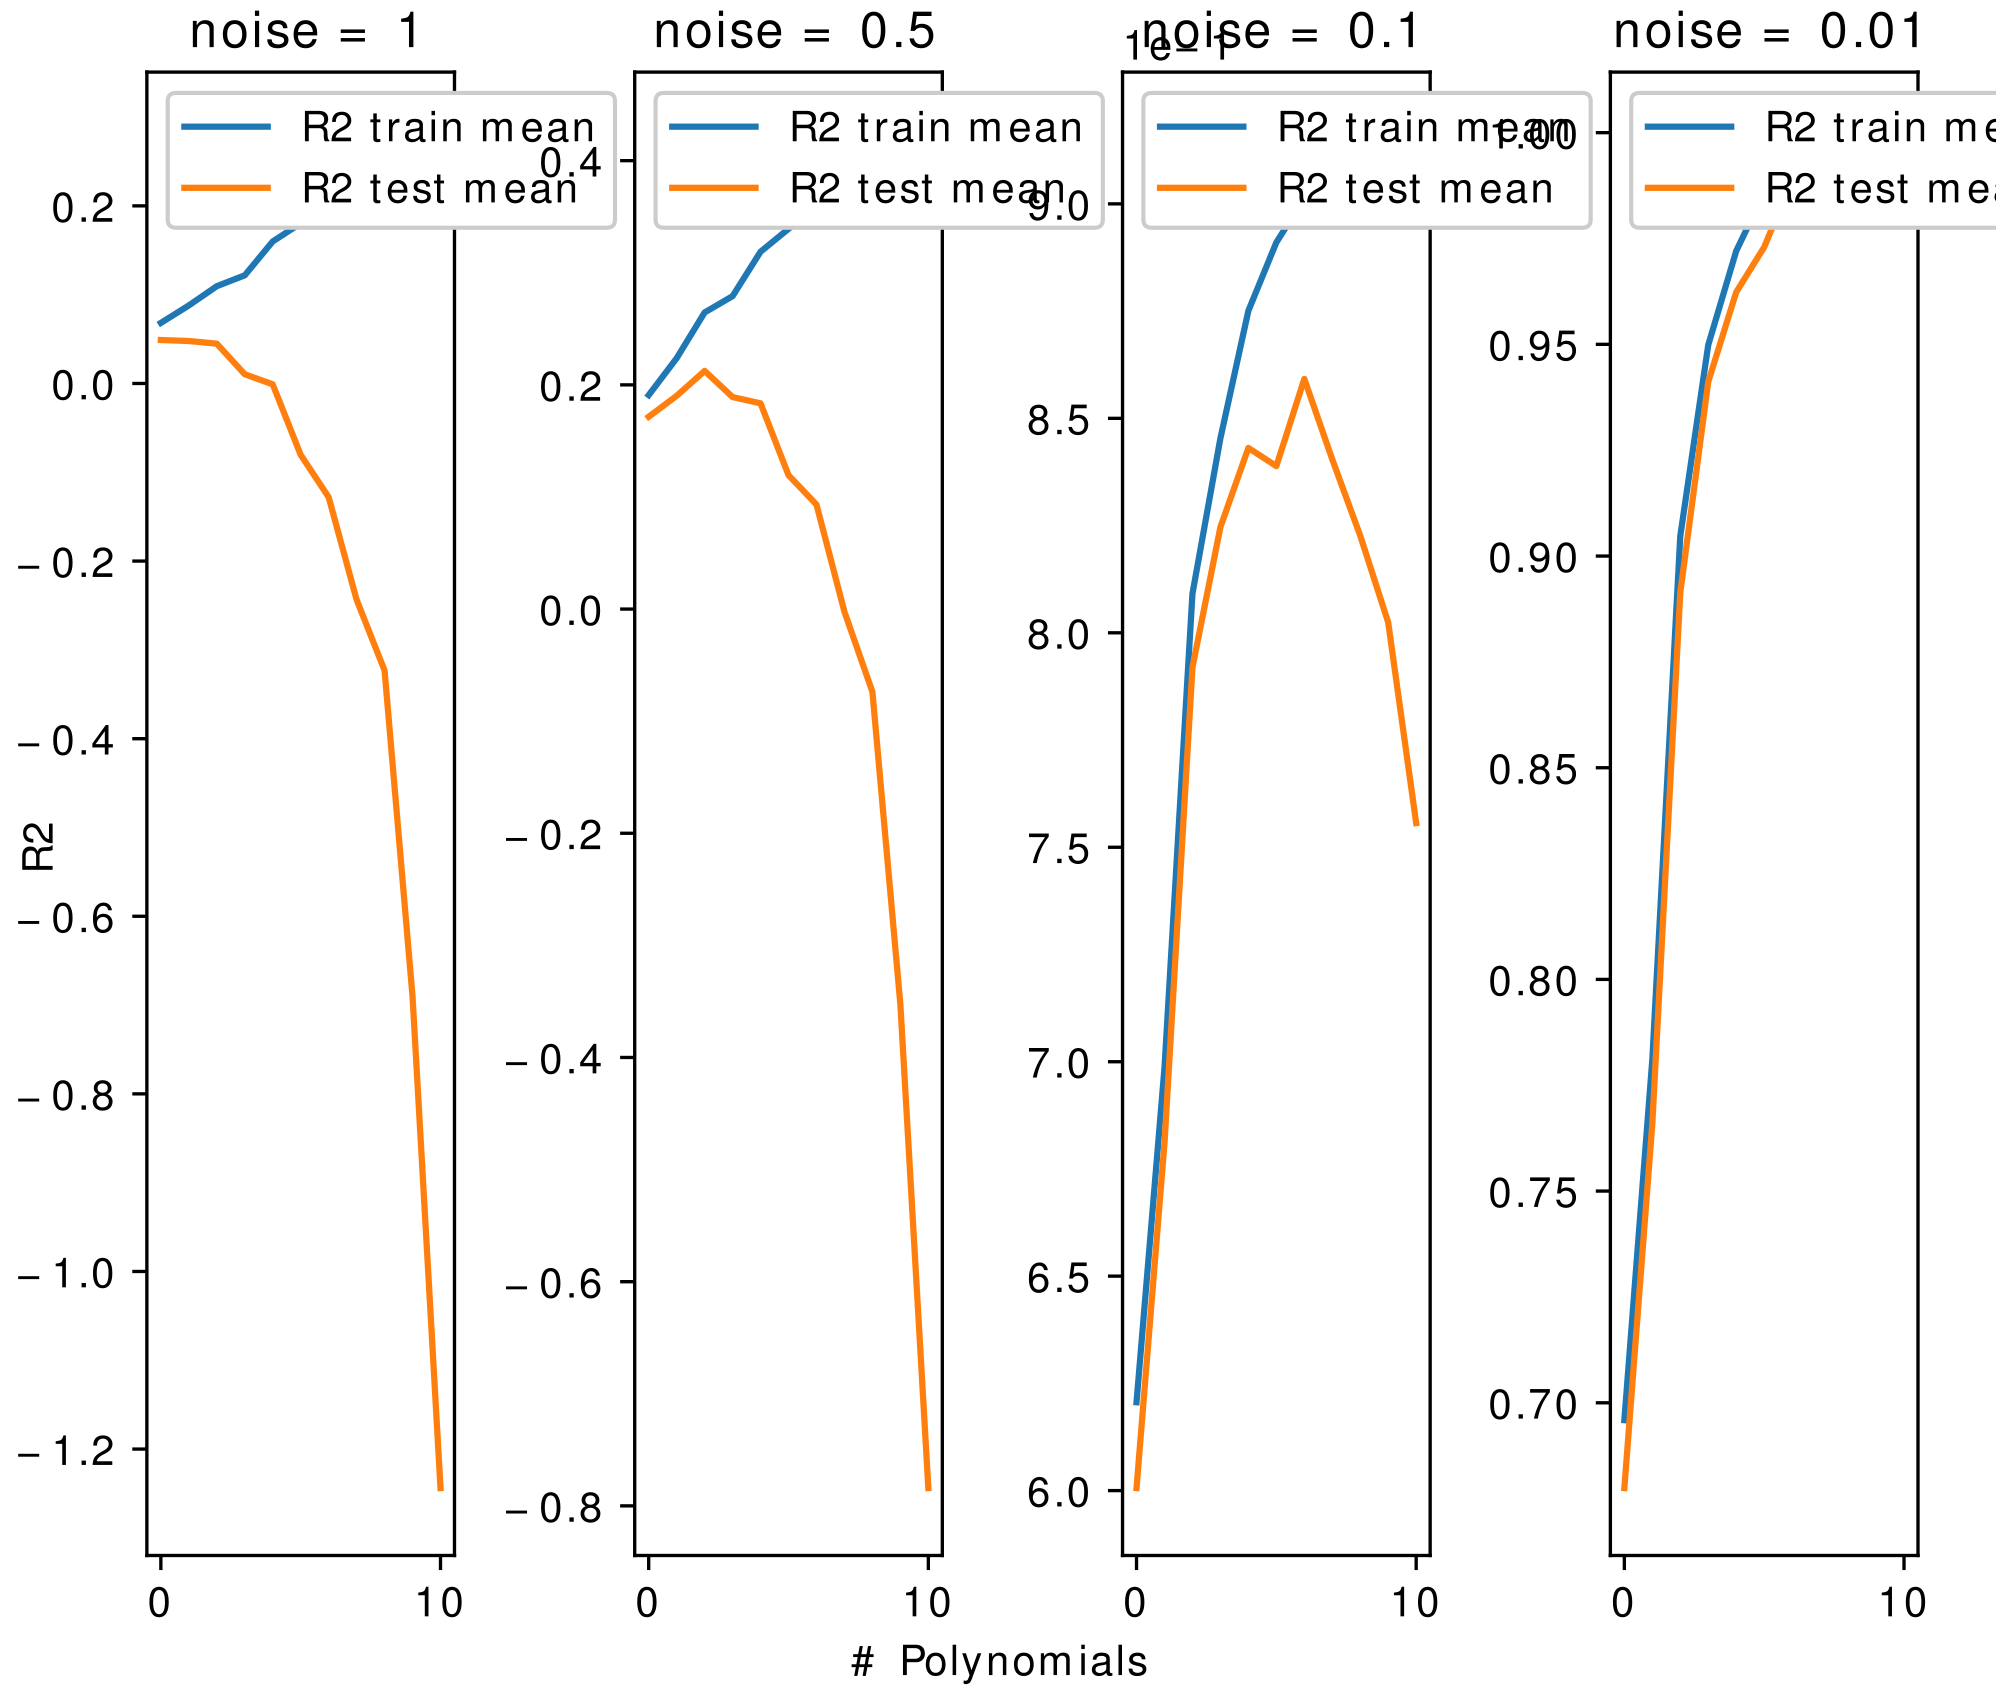 noise = 1
R2 train mean
R2 test mean
0.2
0.0
−0.2
−0.4
−0.6
−0.8
−1.0
−1.2
R2
0
10
noise = 0.5
R2 train mean
R2 test mean
0.4
0.2
0.0
−0.2
−0.4
−0.6
−0.8
0
10
1e−1
noise = 0.1
R2 train mean
R2 test mean
9.0
8.5
8.0
7.5
7.0
6.5
6.0
0
10
noise = 0.01
R2 train me
R2 test mea
1.00
0.95
0.90
0.85
0.80
0.75
0.70
0
10
# Polynomials